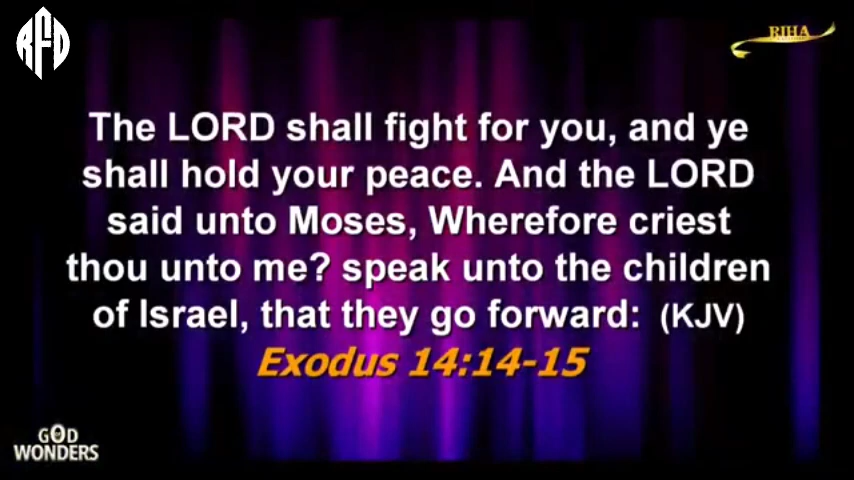 RFD
RIHA
The LORD shall fight for you, and ye
shall hold your peace. And the LORD
said unto Moses, Wherefore criest
thou unto me? speak unto the children
of Israel, that they go forward: (KJV)
Exodus 14:14-15
GOD
WONDERS